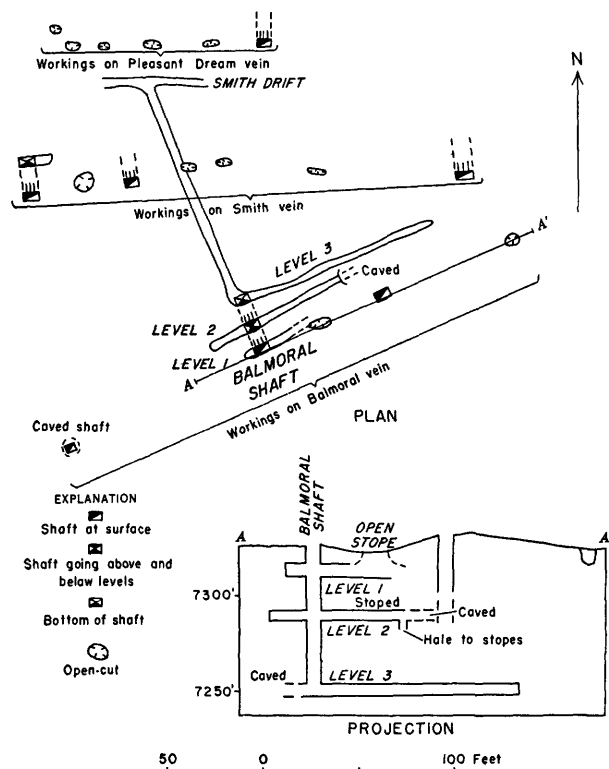 Workings on Pleasant Dream vein
SMITH DRIFT
N
Workings on Smith vein
LEVEL 3
Caved
LEVEL 2
LEVEL 1
A
A'
BALMORAL
SHAFT
Workings on Balmoral vein
PLAN
Caved shaft
EXPLANATION
Shaft at surface
Shaft going above and
below levels
Bottom of shaft
Open-cut
BALMORAL
SHAFT
A
OPEN
STOPE
A
7300'
LEVEL 1
Stoped
Caved
LEVEL 2
Hale to stopes
Caved
LEVEL 3
7250'
PROJECTION
50 0 100 Feet